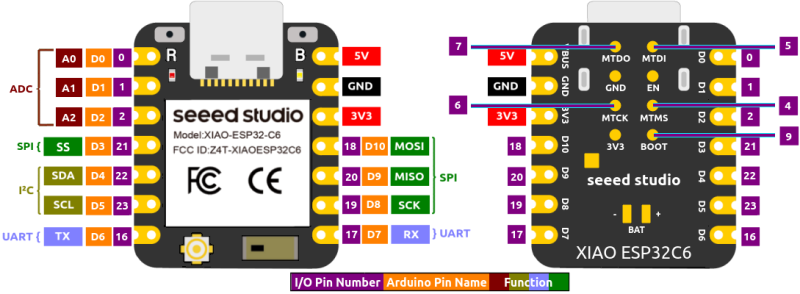 ADC
A0 D0 0
A1 D1 1
A2 D2 2
SPI { SS D3 21
I²C
SDA D4 22
SCL D5 23
UART { TX D6 16
R
B
seeed studio
Model:XIAO-ESP32-C6
FCC ID:Z4T-XIAOESP32C6
FC CE
5V
GND
3V3
18 D10 MOSI
20 D9 MISO
19 D8 SCK
SPI
17 D7 RX } UART
7
5
5V
VBUS
MTDO
MTDI
D0
0
GND
GND
GND
EN
D1
1
6
4
3V3
3V3
MTCK
MTMS
D2
2
9
18
D10
3V3
BOOT
D3
21
20
D9
seeed studio
D4
22
19
D8
D5
23
- +
BAT
17
D7
D6
16
XIAO ESP32C6
I/O Pin Number Arduino Pin Name Function